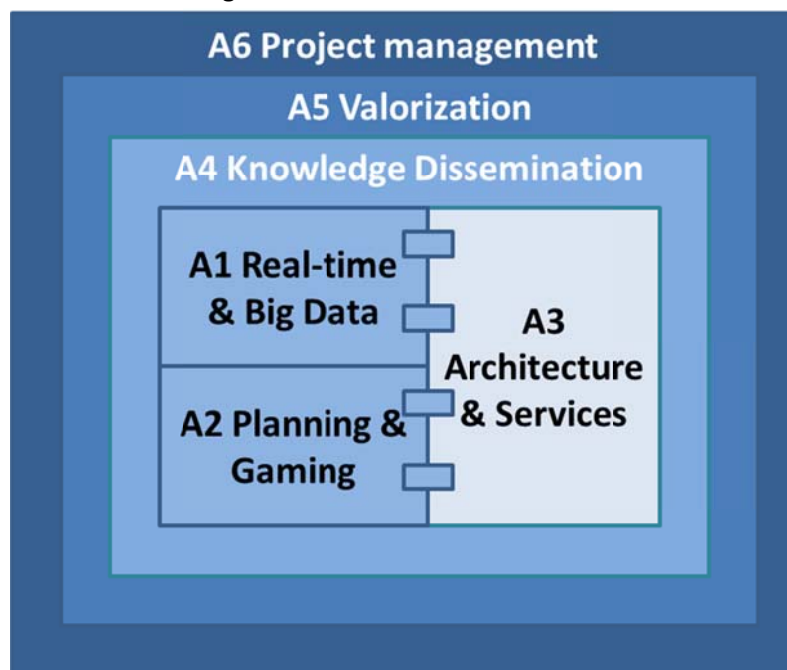 A6 Project management
A5 Valorization
A4 Knowledge Dissemination
A1 Real-time
& Big Data
A2 Planning &
Gaming
A3
Architecture
& Services